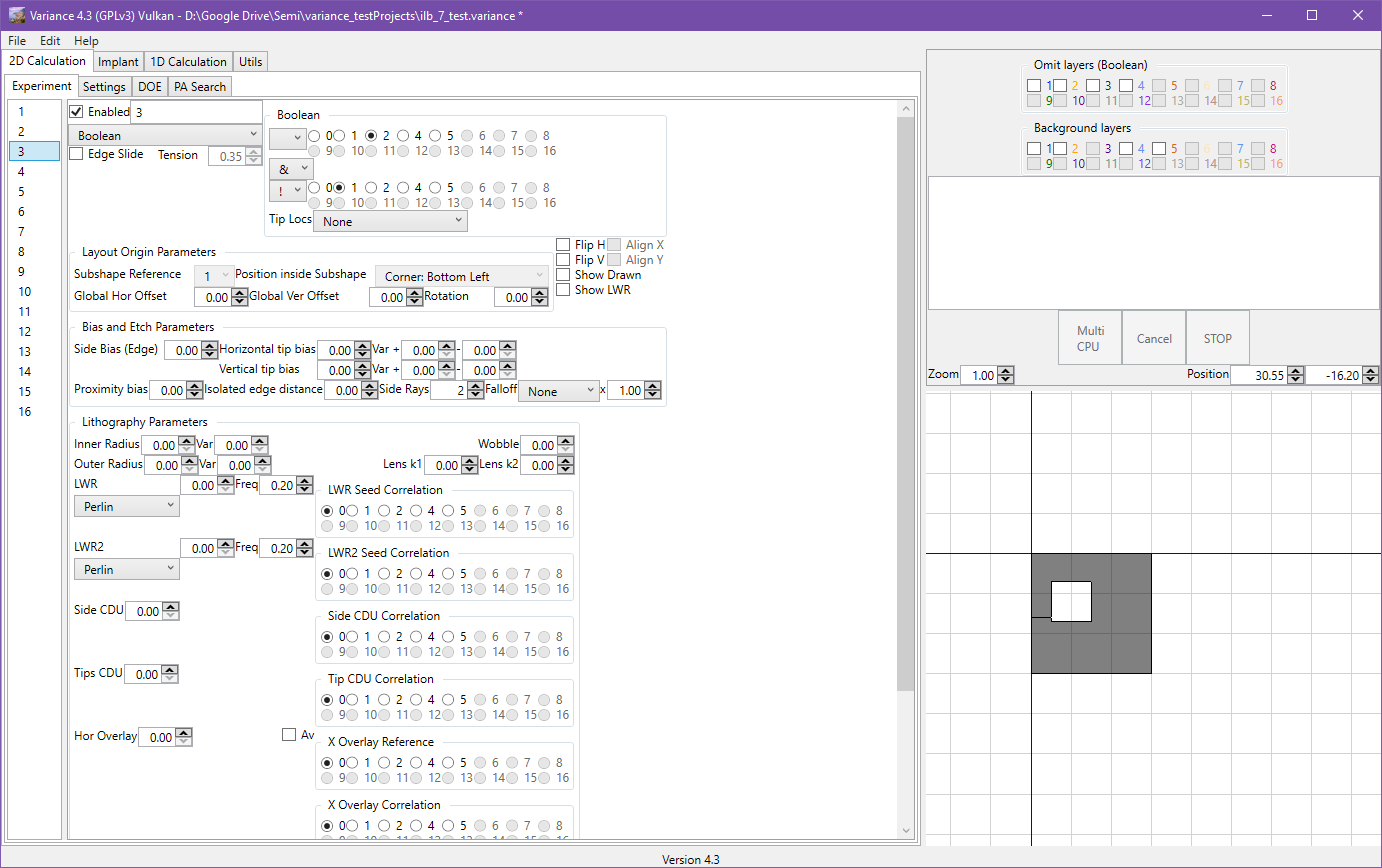 Variance 4.3 (GPLv3) Vulkan - D:\Google Drive\Semi\variance_testProjects\ilb_7_test.variance *
File Edit Help
2D Calculation Implant 1D Calculation Utils
Experiment Settings DOE PA Search
1
2
3
4
5
6
7
8
9
10
11
12
13
14
15
16
Enabled 3
Boolean
Edge Slide Tension 0.35
Boolean
0 1 2 4 5 6 7 8
9 10 11 12 13 14 15 16
&
! 0 1 2 4 5 6 7 8
9 10 11 12 13 14 15 16
Tip Locs None
Layout Origin Parameters
Subshape Reference 1 Position inside Subshape Corner: Bottom Left
Global Hor Offset 0.00 Global Ver Offset 0.00 Rotation 0.00
Flip H Align X
Flip V Align Y
Show Drawn
Show LWR
Bias and Etch Parameters
Side Bias (Edge) 0.00 Horizontal tip bias 0.00 Var + 0.00 - 0.00
Vertical tip bias 0.00 Var + 0.00 - 0.00
Proximity bias 0.00 Isolated edge distance 0.00 Side Rays 2 Falloff None x 1.00
Lithography Parameters
Inner Radius 0.00 Var 0.00 Wobble 0.00
Outer Radius 0.00 Var 0.00 Lens k1 0.00 Lens k2 0.00
LWR 0.00 Freq 0.20
Perlin
LWR Seed Correlation
0 1 2 4 5 6 7 8
9 10 11 12 13 14 15 16
LWR2 0.00 Freq 0.20
Perlin
LWR2 Seed Correlation
0 1 2 4 5 6 7 8
9 10 11 12 13 14 15 16
Side CDU 0.00
Side CDU Correlation
0 1 2 4 5 6 7 8
9 10 11 12 13 14 15 16
Tips CDU 0.00
Tip CDU Correlation
0 1 2 4 5 6 7 8
9 10 11 12 13 14 15 16
Hor Overlay 0.00 Av
X Overlay Reference
0 1 2 4 5 6 7 8
9 10 11 12 13 14 15 16
X Overlay Correlation
0 1 2 4 5 6 7 8
Omit layers (Boolean)
1 2 3 4 5 6 7 8
9 10 11 12 13 14 15 16
Background layers
1 2 3 4 5 6 7 8
9 10 11 12 13 14 15 16
Multi CPU
Cancel
STOP
Zoom 1.00 Position 30.55 -16.20
Version 4.3